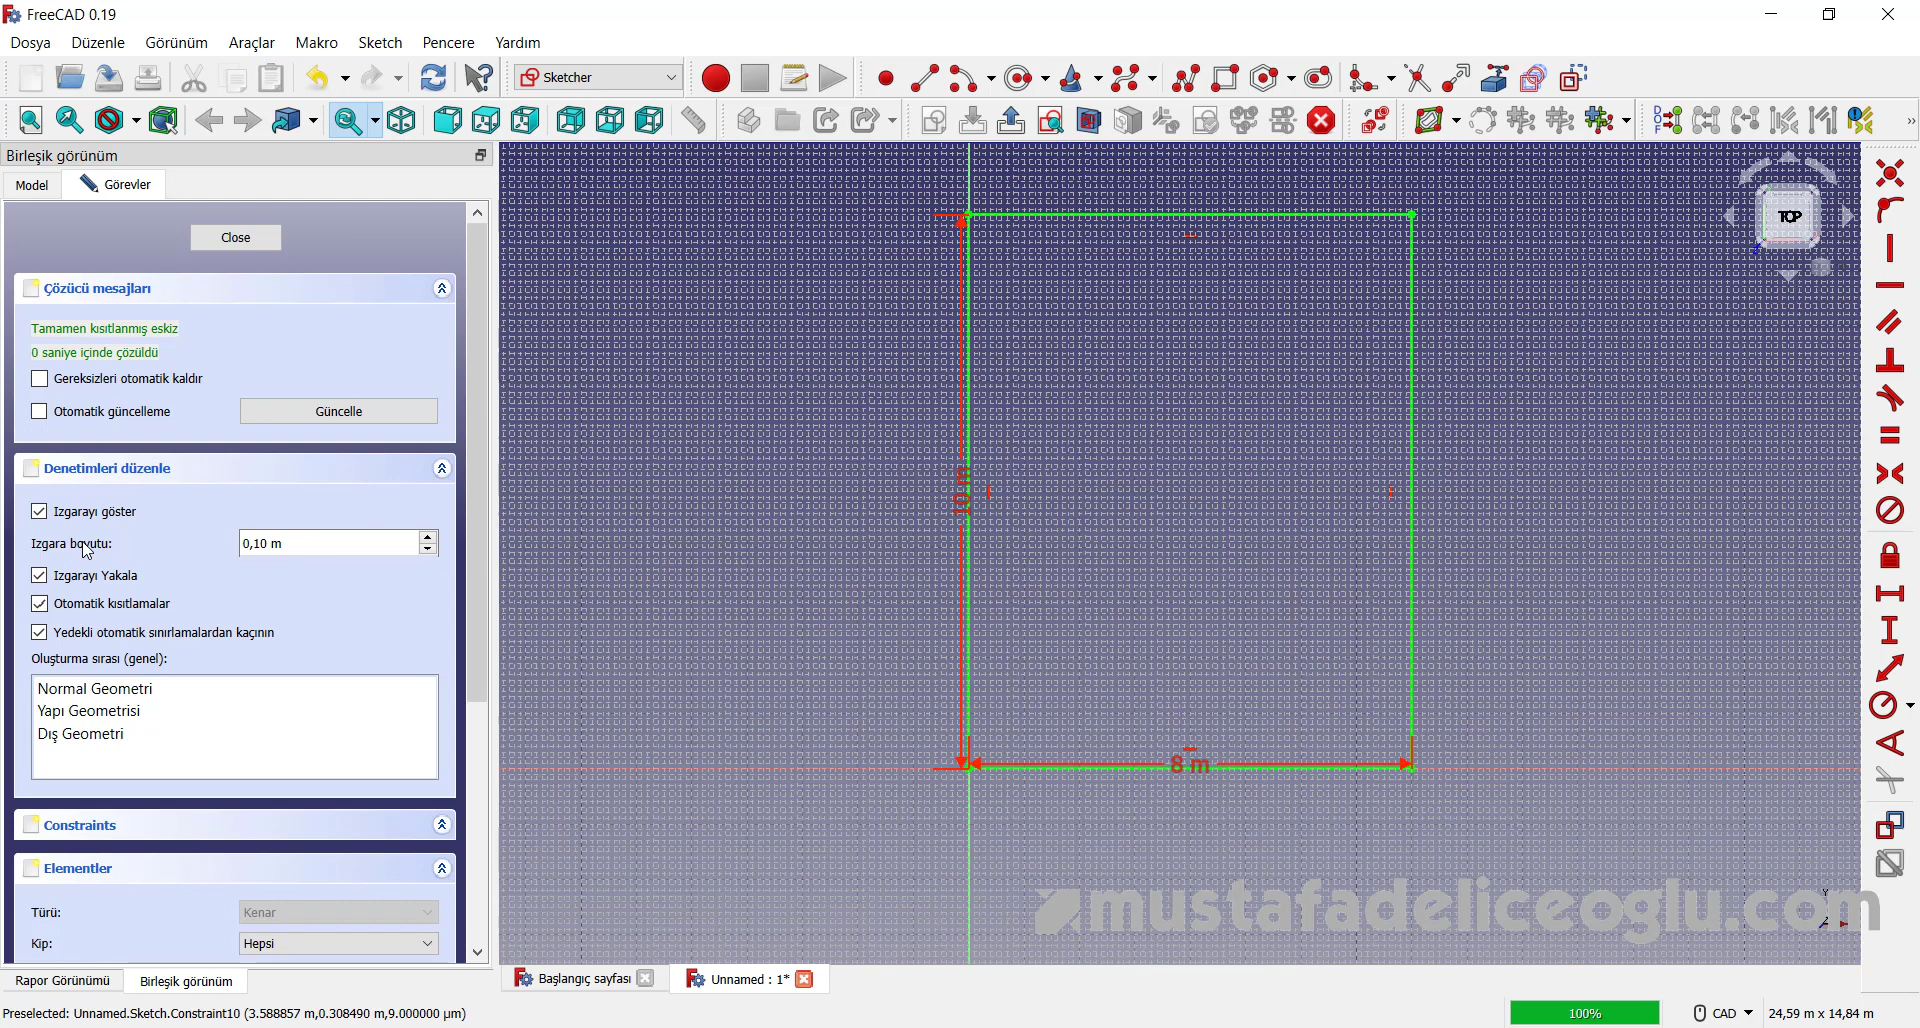 FreeCAD 0.19
Dosya Düzenle Görünüm Araçlar Makro Sketch Pencere Yardım
Sketcher
Birleşik görünüm
Model Görevler
TOP
Close
Çözücü mesajları
Tamamen kısıtlanmış eskiz
0 saniye içinde çözüldü
Gereksizleri otomatik kaldır
Otomatik güncelleme Güncelle
Denetimleri düzenle
Izgarayı göster
Izgara boyutu: 0,10 m
10 m
Izgarayı Yakala
Otomatik kısıtlamalar
Yedekli otomatik sınırlamalardan kaçının
Oluşturma sırası (genel):
Normal Geometri
Yapı Geometrisi
Dış Geometri
8 m
Constraints
Elementler
Türü: Kenar
Kip: Hepsi
mustafadeliceoglu.com
Rapor Görünümü Birleşik görünüm
Başlangıç sayfası Unnamed : 1*
Preselected: Unnamed.Sketch.Constraint10 (3.588857 m,0.308490 m,9.000000 µm)
100% CAD 24,59 m x 14,84 m